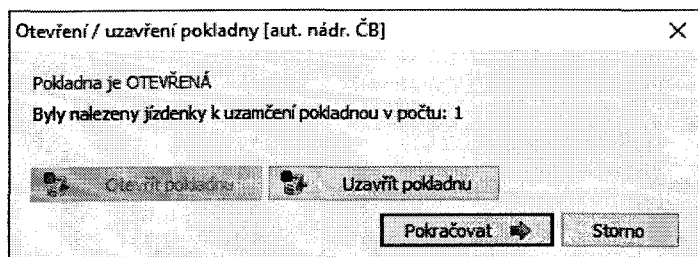 Otevření / uzavření pokladny [aut. nádr. ČB]
Pokladna je OTEVŘENÁ
Byly nalezeny jízdenky k uzamčení pokladnou v počtu: 1
Otevřít pokladnu
Uzavřít pokladnu
Pokračovat
Storno